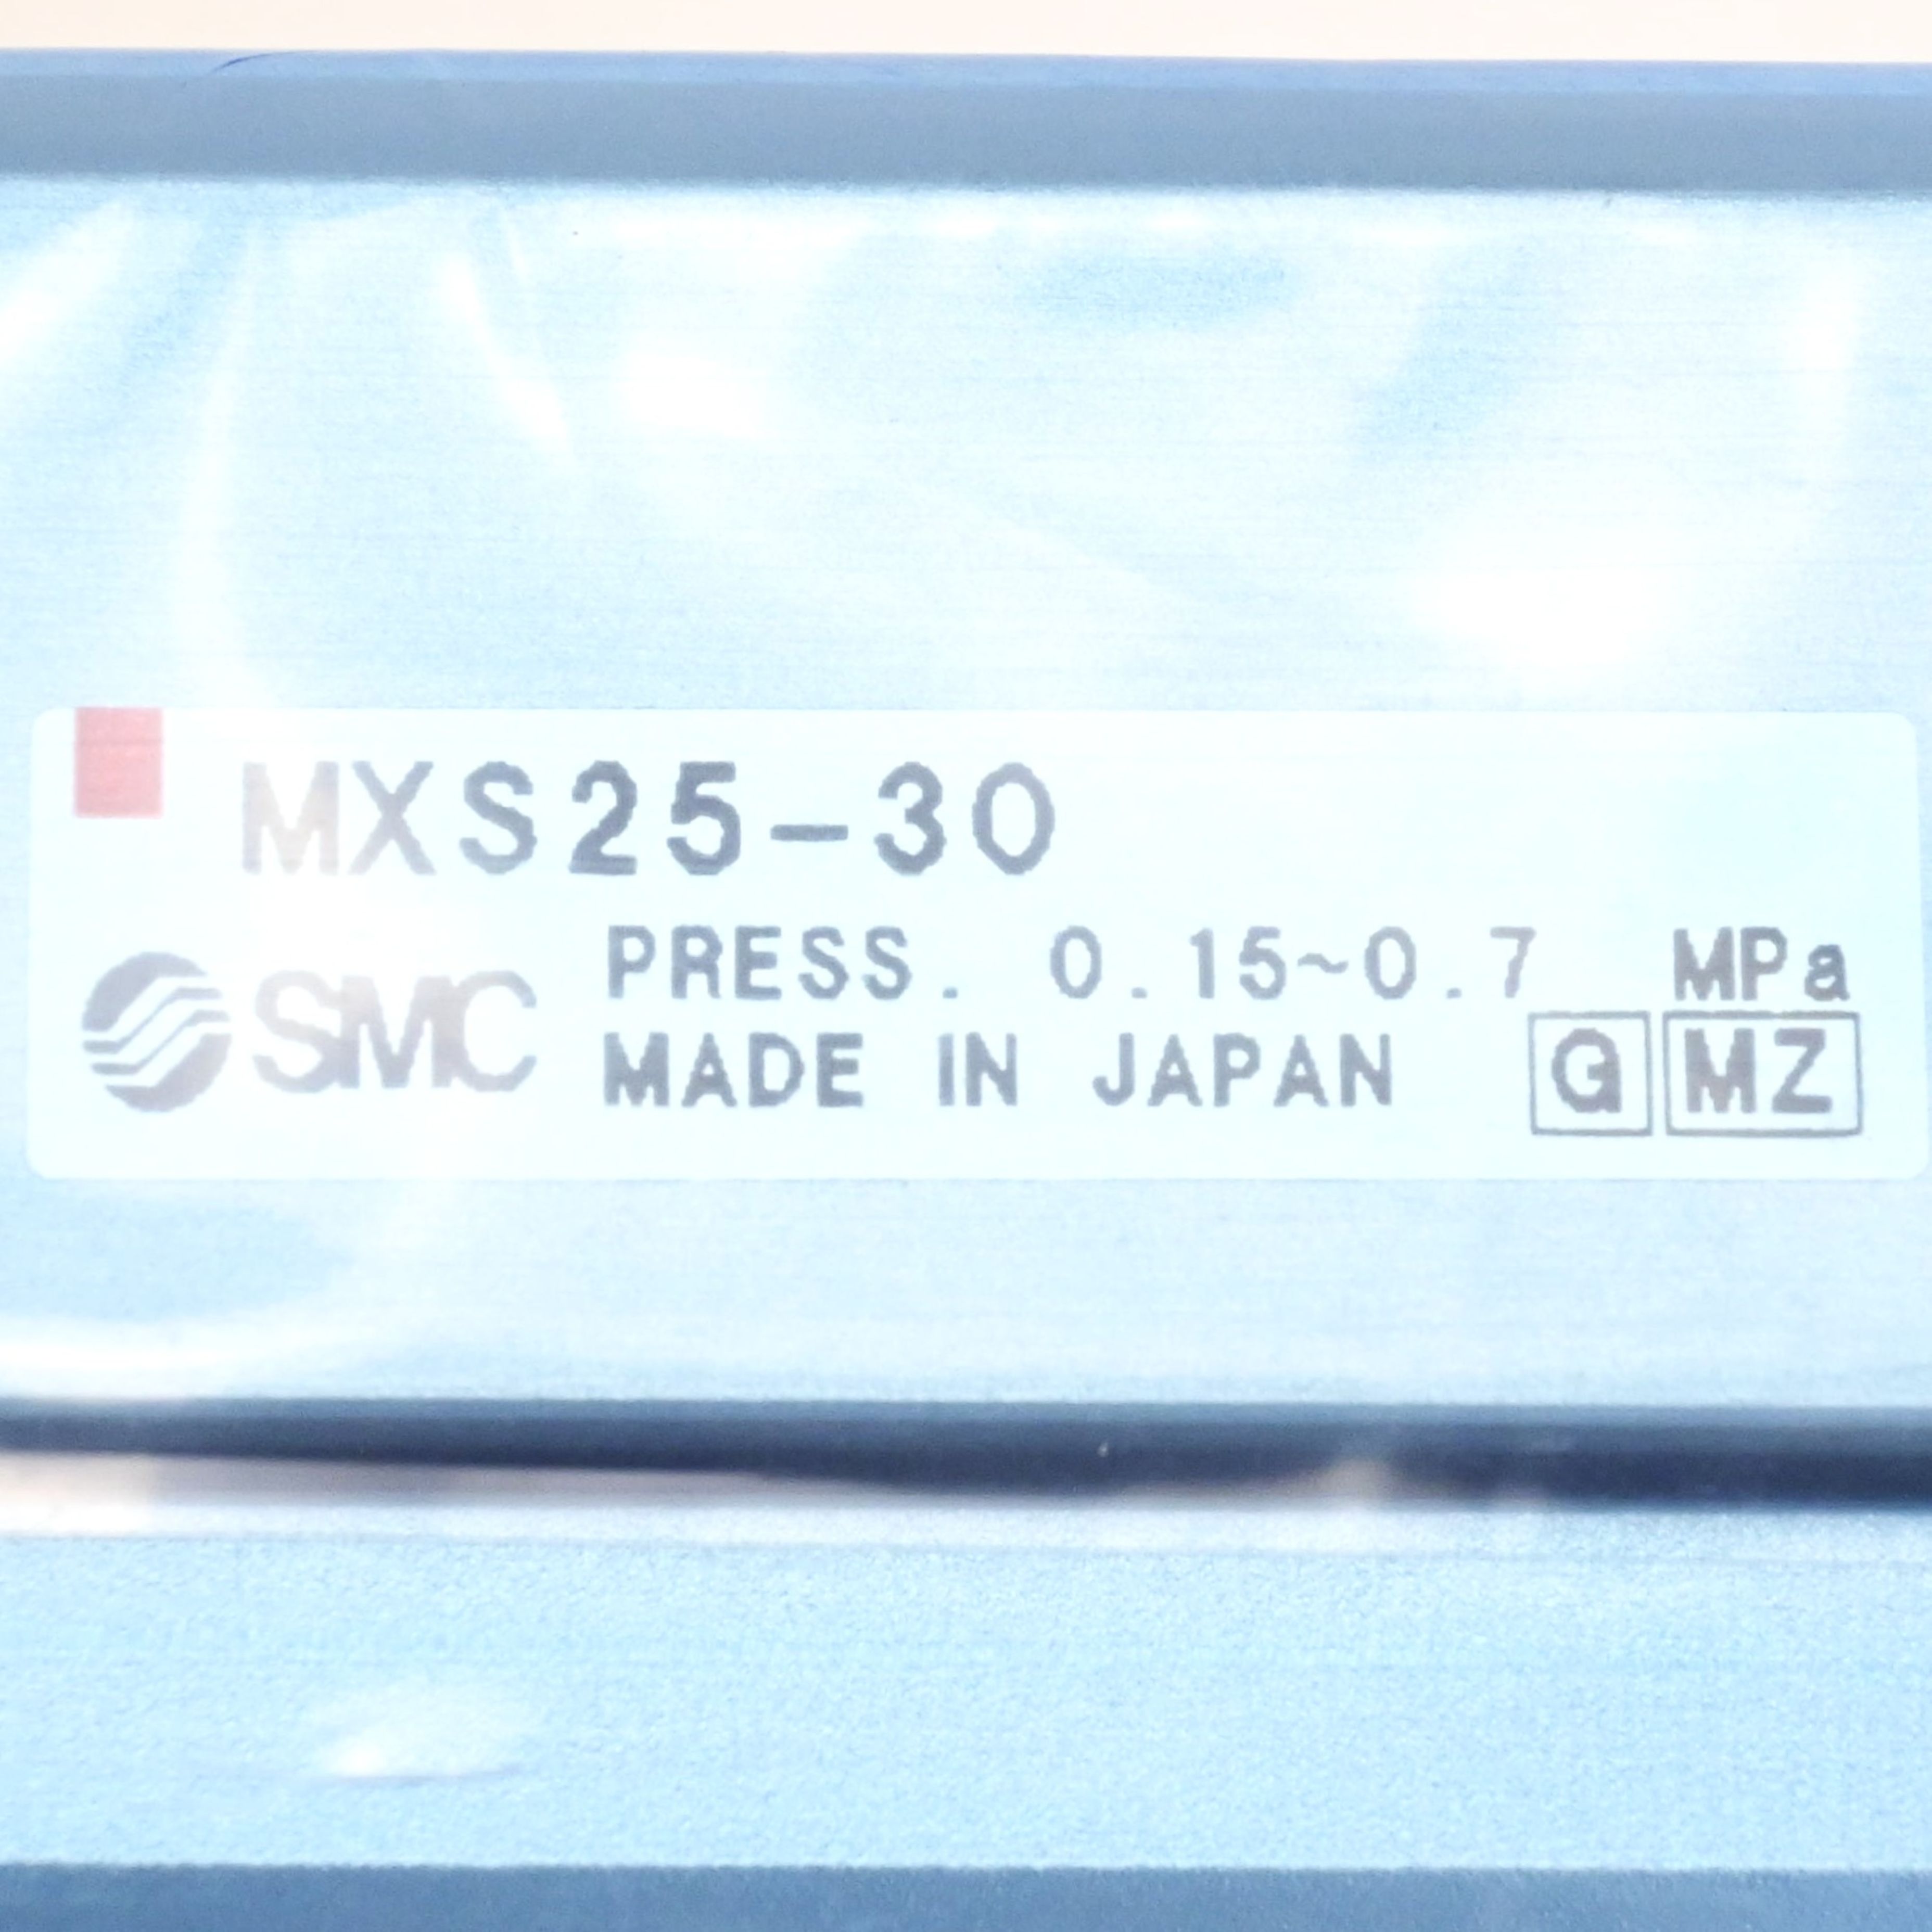 MXS25-30
SMC
PRESS. 0.15~0.7 MPa
MADE IN JAPAN G MZ